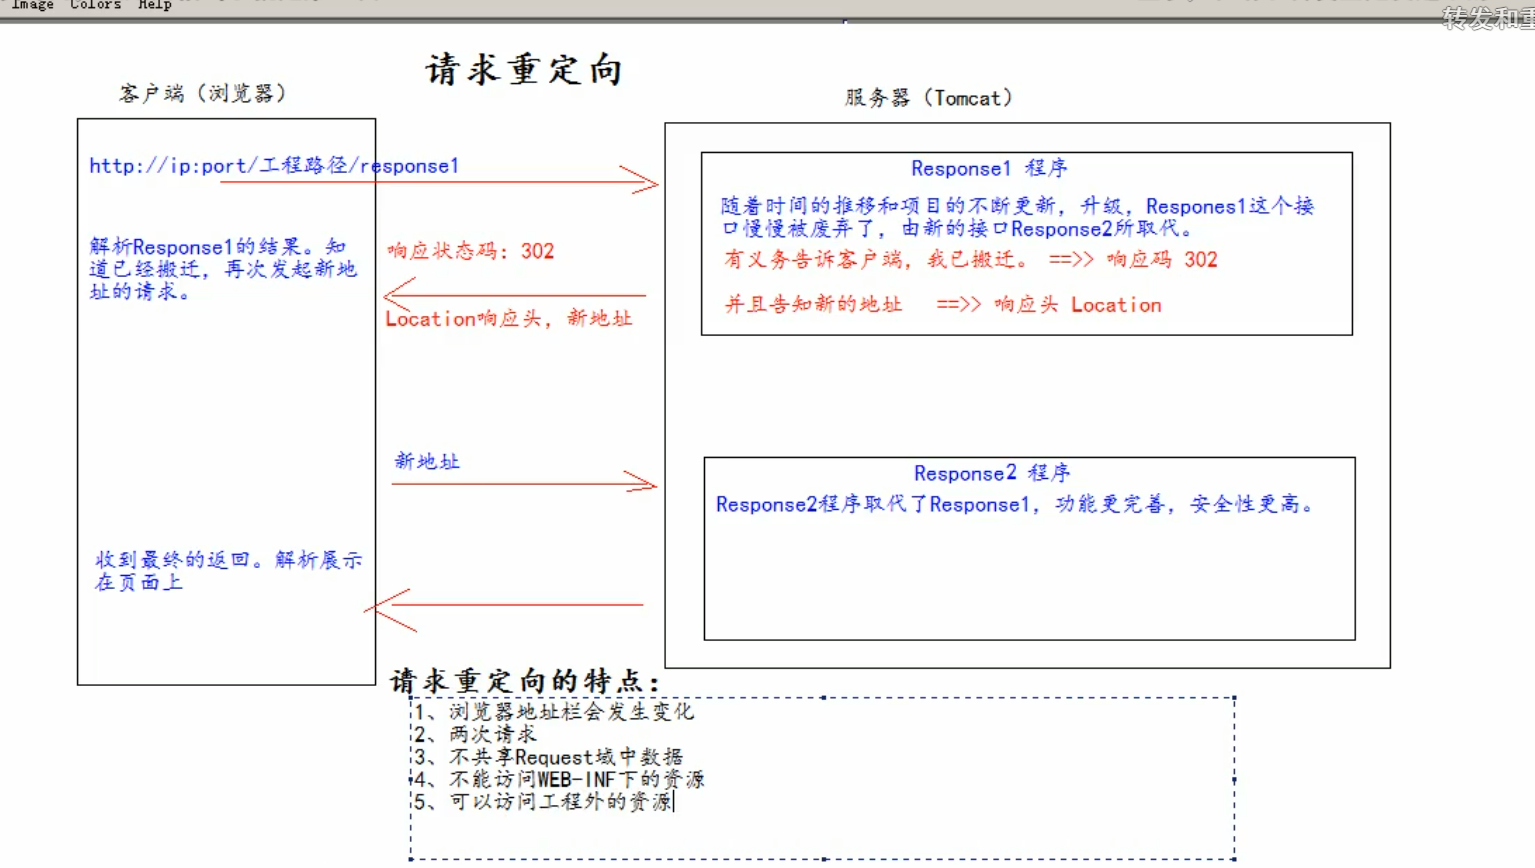 Image Colors Help
转发和重
请求重定向
客户端（浏览器）
服务器（Tomcat）
http://ip:port/工程路径/response1
Response1 程序
随着时间的推移和项目的不断更新，升级，Respones1这个接
口慢慢被废弃了，由新的接口Response2所取代。
有义务告诉客户端，我已搬迁。 ==>> 响应码 302
并且告知新的地址 ==>> 响应头 Location
解析Response1的结果。知
道已经搬迁，再次发起新地
址的请求。
响应状态码：302
Location响应头，新地址
新地址
Response2 程序
Response2程序取代了Response1，功能更完善，安全性更高。
收到最终的返回。解析展示
在页面上
请求重定向的特点：
1、浏览器地址栏会发生变化
2、两次请求
3、不共享Request域中数据
4、不能访问WEB-INF下的资源
5、可以访问工程外的资源